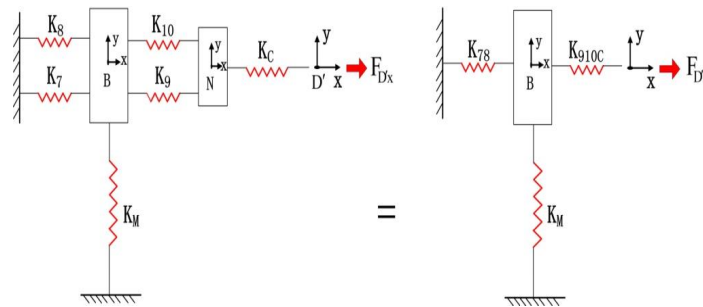 K8 K10 y K78 y K910C y
y y KC x FD'x x FD'
x x x
K7 B K9 N D' B
KM = KM